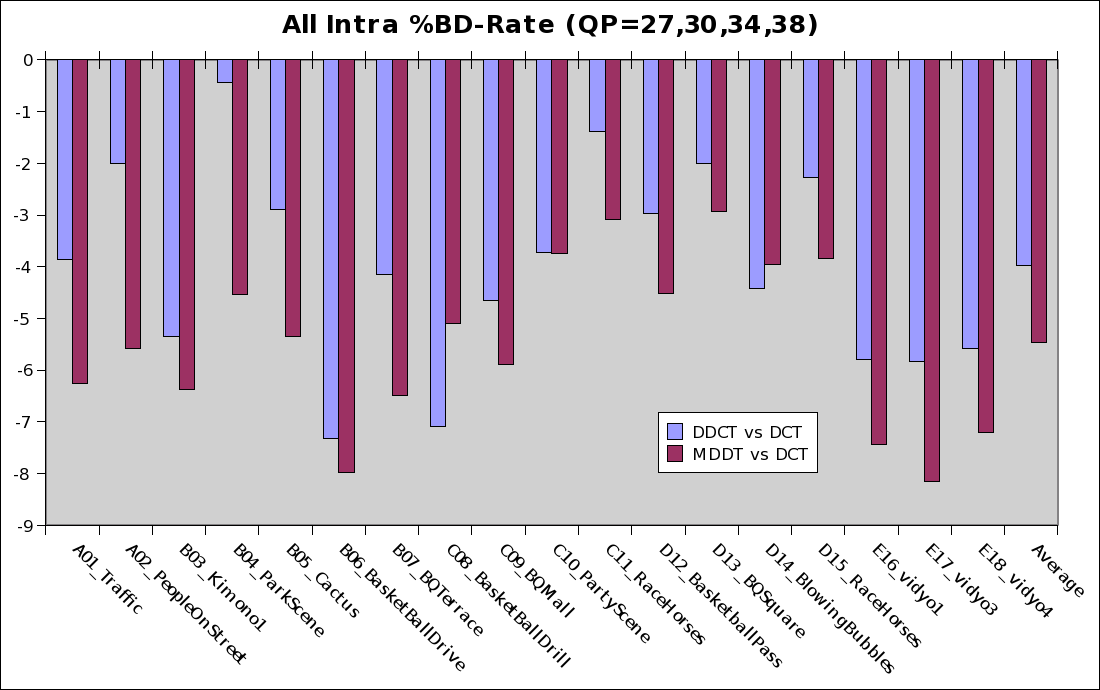 All Intra %BD-Rate (QP=27,30,34,38)
0
-1
-2
-3
-4
-5
-6
-7
-8
-9
DDCT vs DCT
MDDT vs DCT
A01_Traffic
A02_PeopleOnStreet
B03_Kimono1
B04_ParkScene
B05_Cactus
B06_BasketBallDrive
B07_BQTerrace
C08_BasketBallDrill
C09_BQMall
C10_PartyScene
C11_RaceHorses
D12_BasketballPass
D13_BQSquare
D14_BlowingBubbles
D15_RaceHorses
E16_vidyo1
E17_vidyo3
E18_vidyo4
Average